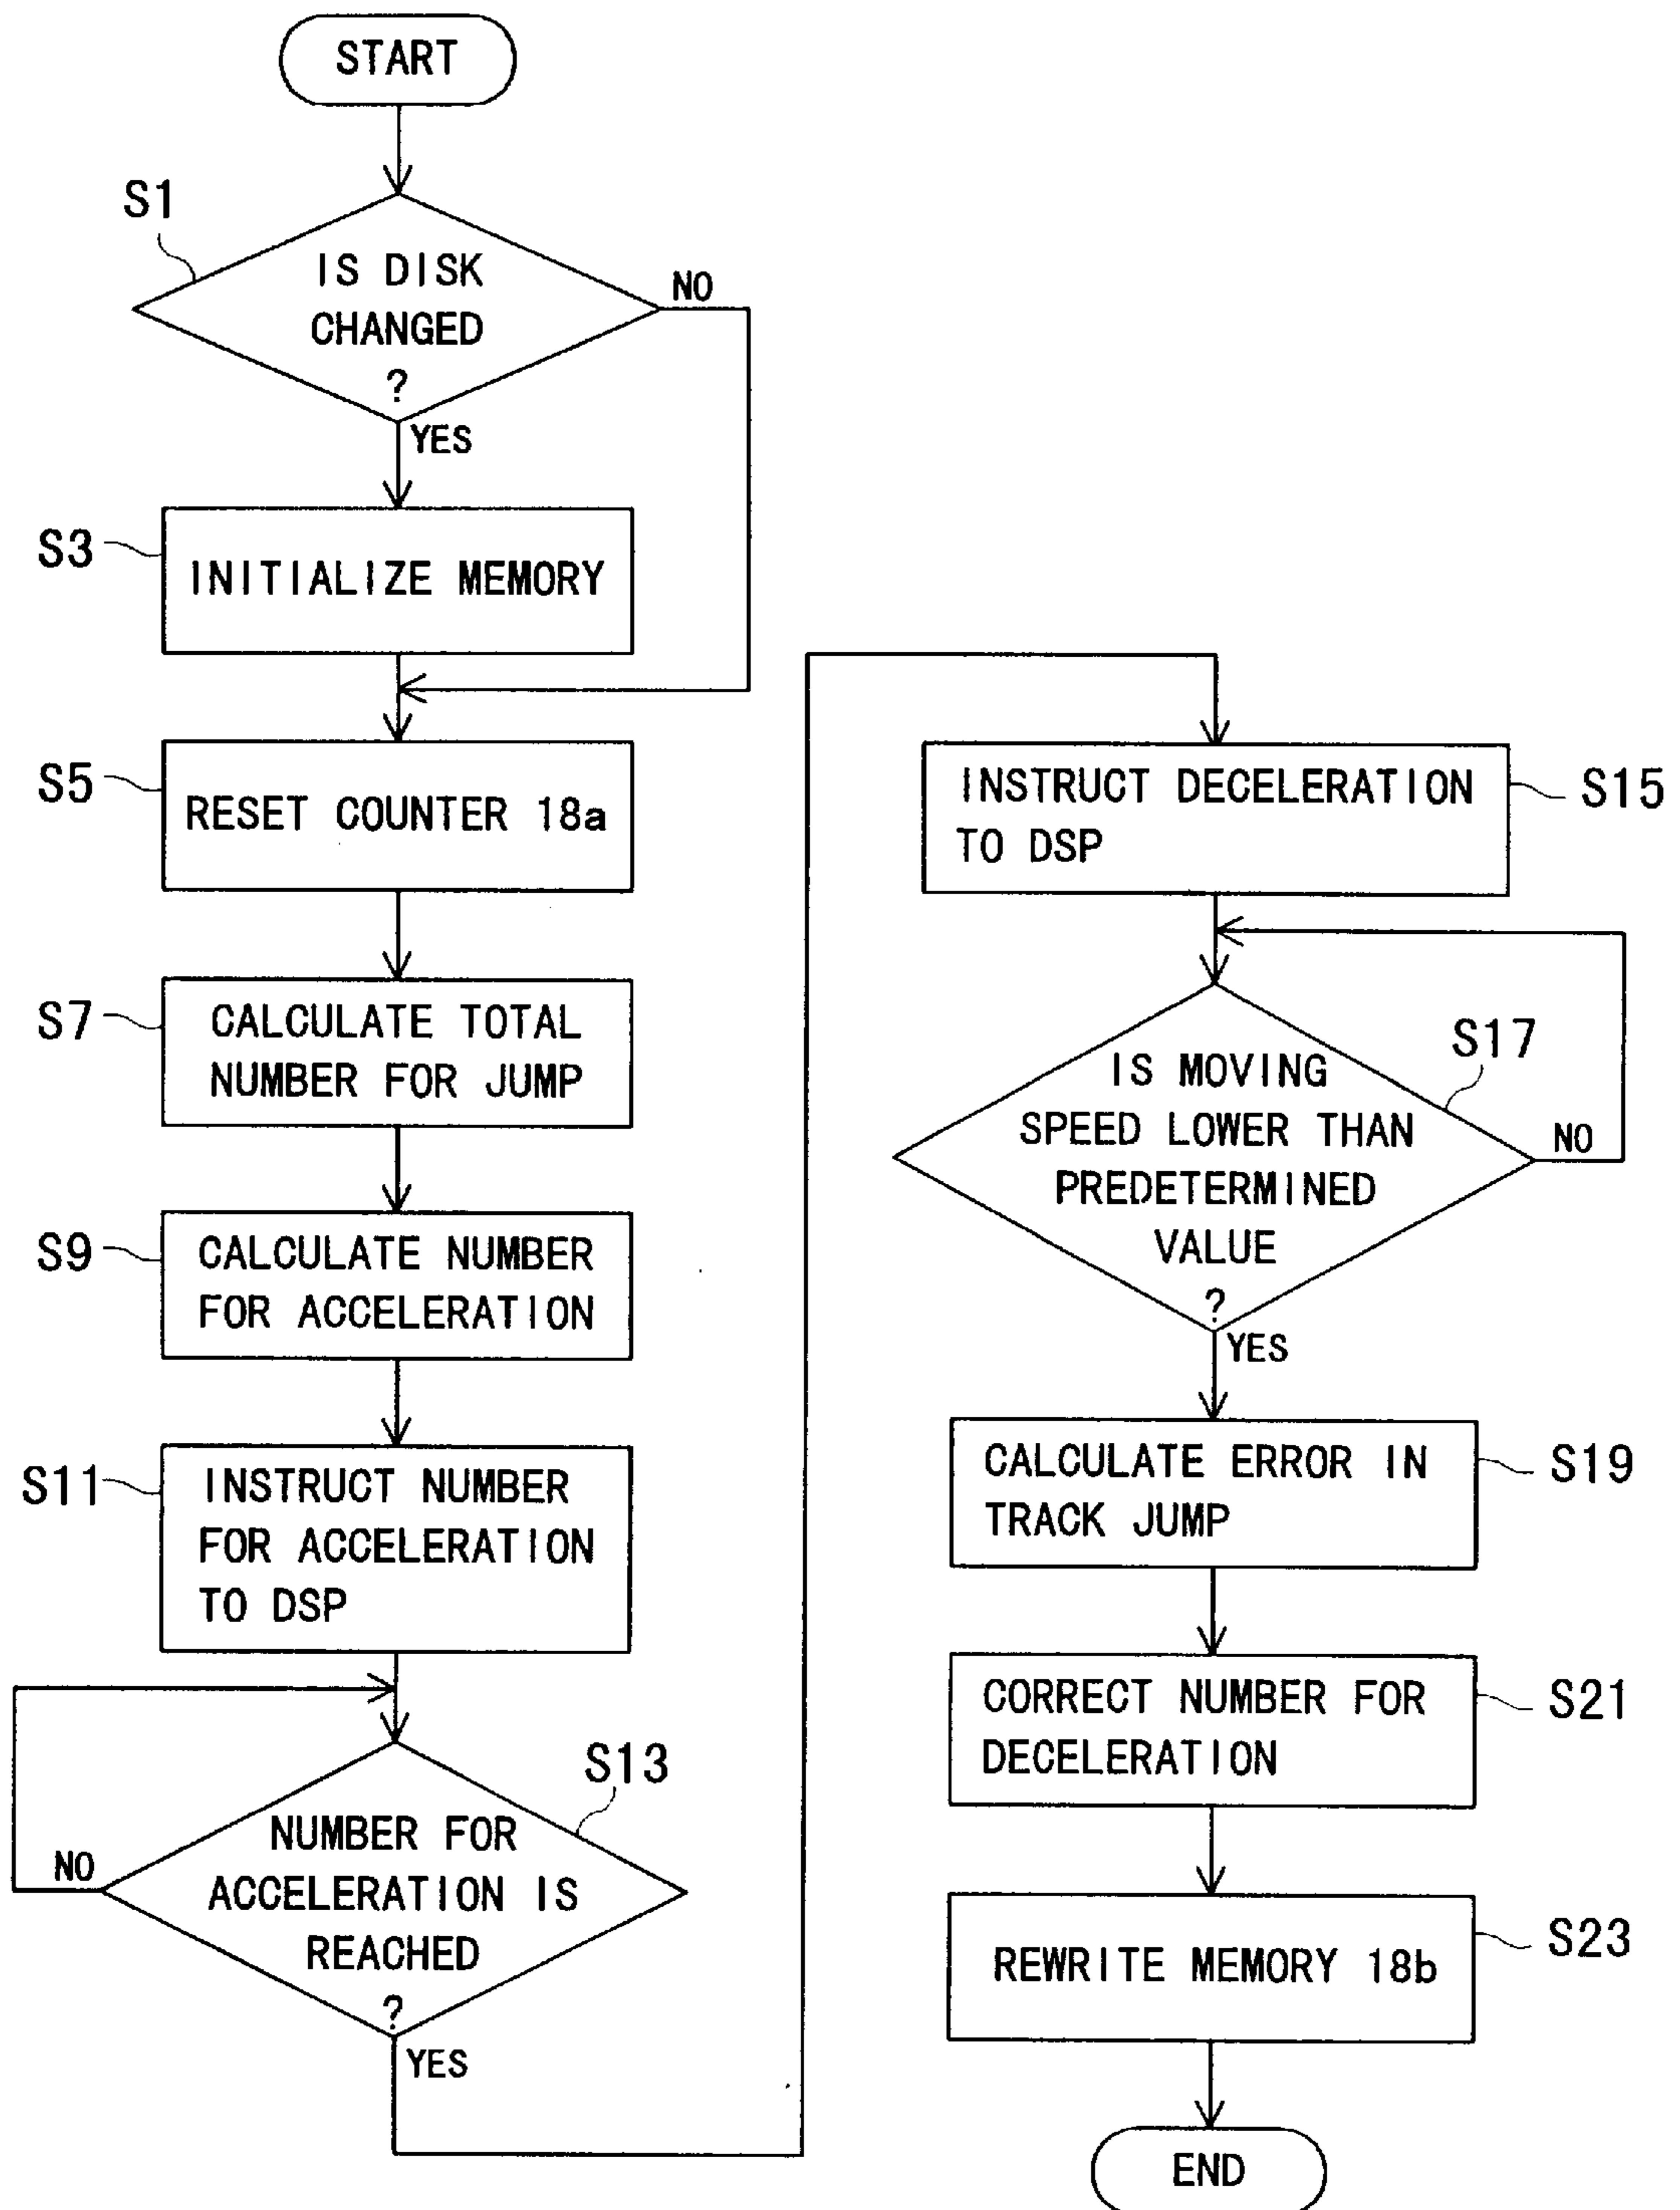 START
S1
IS DISK
CHANGED
?
NO
YES
S3
INITIALIZE MEMORY
S5
RESET COUNTER 18a
S7
CALCULATE TOTAL
NUMBER FOR JUMP
S9
CALCULATE NUMBER
FOR ACCELERATION
S11
INSTRUCT NUMBER
FOR ACCELERATION
TO DSP
S13
NUMBER FOR
ACCELERATION IS
REACHED
?
NO
YES
INSTRUCT DECELERATION
TO DSP
S15
S17
IS MOVING
SPEED LOWER THAN
PREDETERMINED
VALUE
?
NO
YES
CALCULATE ERROR IN
TRACK JUMP
S19
CORRECT NUMBER FOR
DECELERATION
S21
REWRITE MEMORY 18b
S23
END